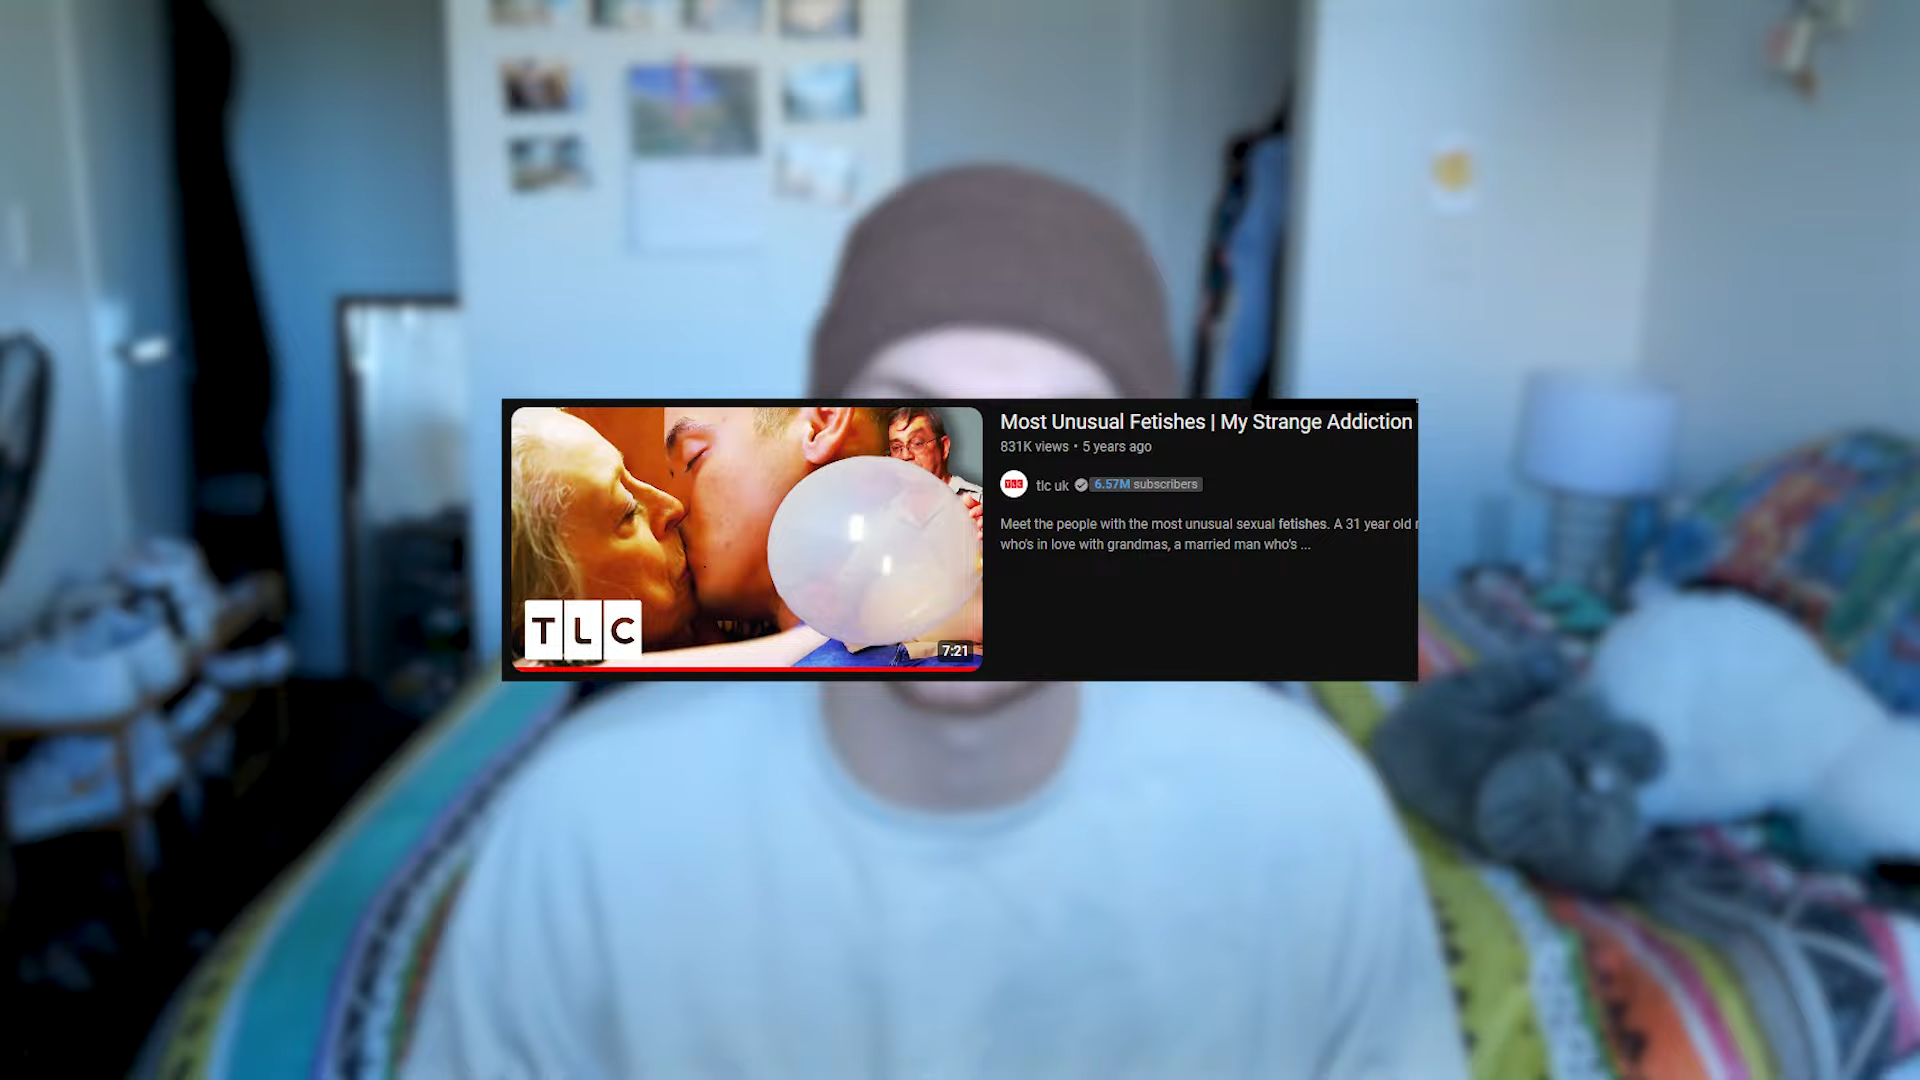 Most Unusual Fetishes | My Strange Addiction
831K views • 5 years ago
TLC tlc uk 6.57M subscribers
Meet the people with the most unusual sexual fetishes. A 31 year old
who's in love with grandmas, a married man who's ...
TLC
7:21